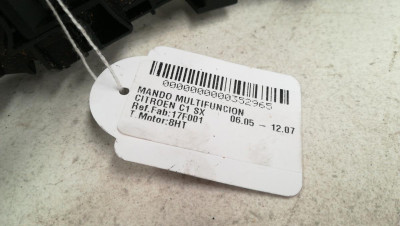 0000000000352965
MANDO MULTIFUNCION
CITROEN C1 SX 06.05 – 12.07
Ref.Fab:17F001
T Motor:8HT